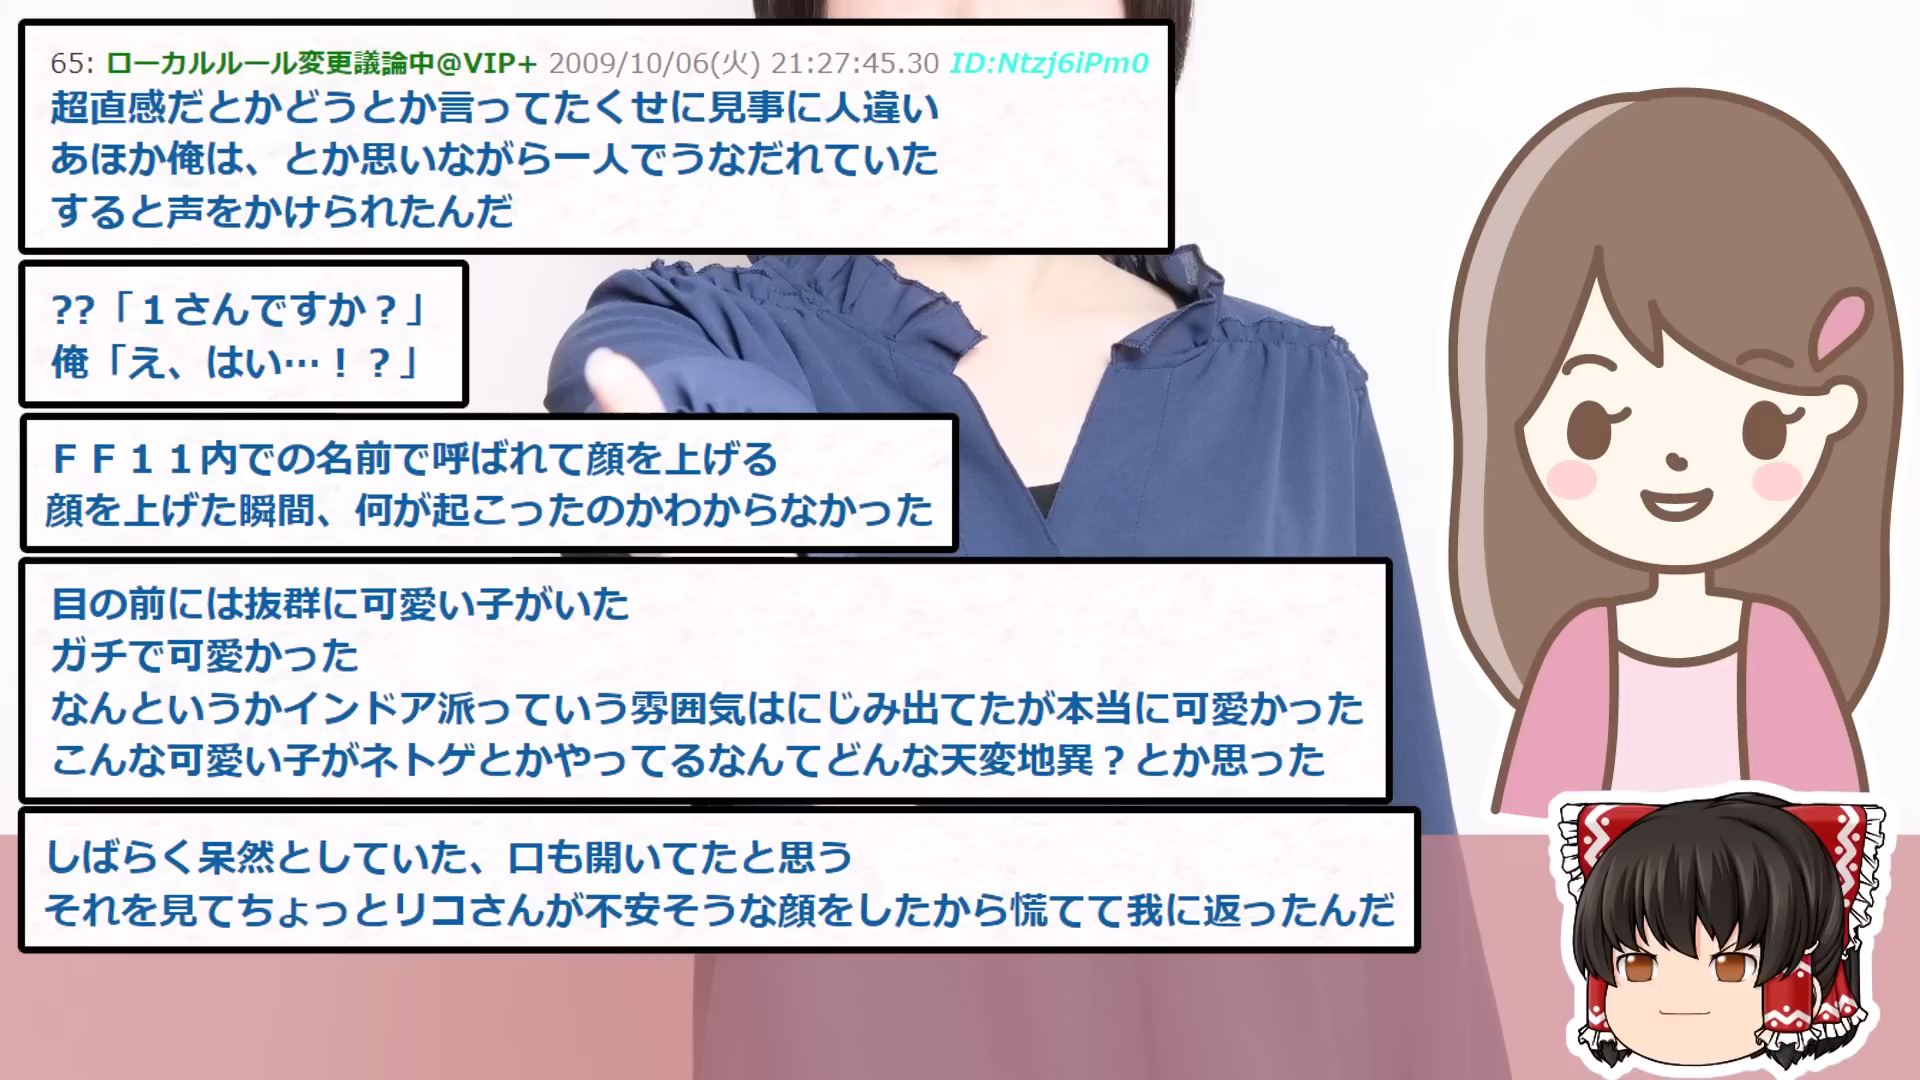 65: ローカルルール変更議論中@VIP+ 2009/10/06(火) 21:27:45.30 ID:Ntzj6iPm0
超直感だとかどうとか言ってたくせに見事に人違い
あほか俺は、とか思いながら一人でうなだれていた
すると声をかけられたんだ
??「１さんですか？」
俺「え、はい…！？」
ＦＦ１１内での名前で呼ばれて顔を上げる
顔を上げた瞬間、何が起こったのかわからなかった
目の前には抜群に可愛い子がいた
ガチで可愛かった
なんというかインドア派っていう雰囲気はにじみ出てたが本当に可愛かった
こんな可愛い子がネトゲとかやってるなんてどんな天変地異？とか思った
しばらく呆然としていた、口も開いてたと思う
それを見てちょっとリコさんが不安そうな顔をしたから慌てて我に返ったんだ